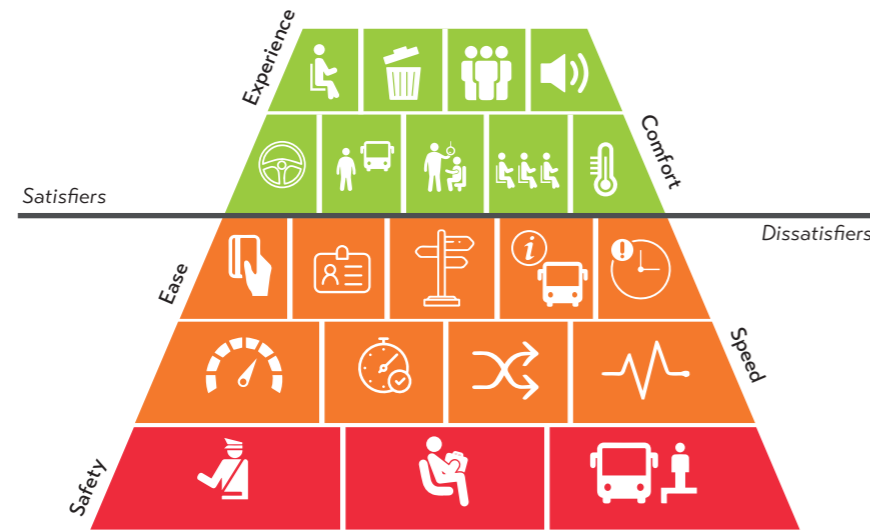 Experience
Comfort
Satisfiers
Dissatisfiers
Ease
i
!
Speed
Safety